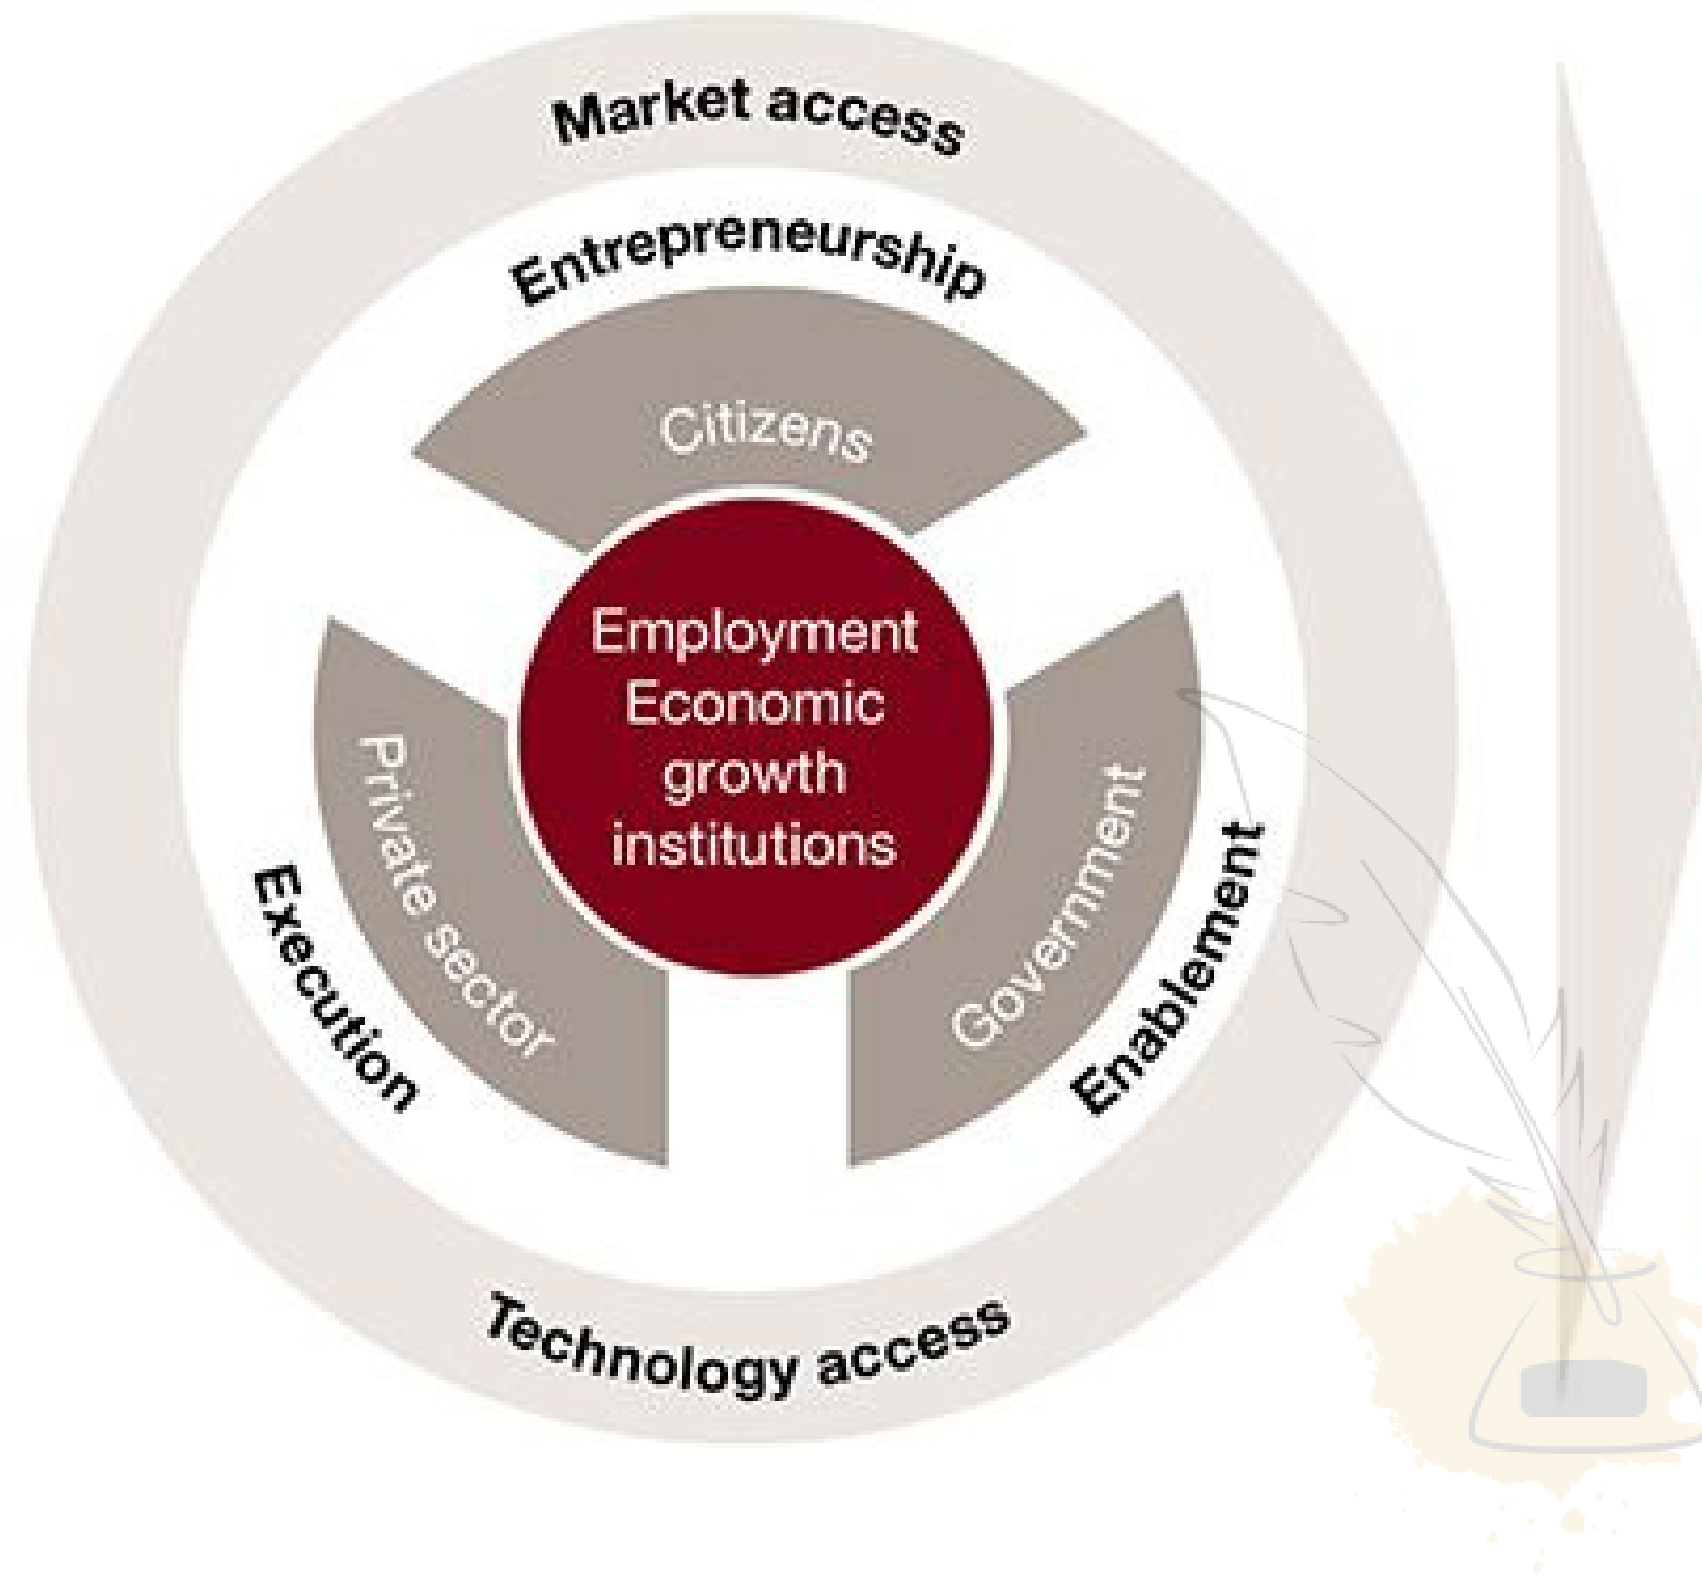 Market access
Entrepreneurship
Citizens
Employment
Economic
growth
institutions
Private sector
Government
Execution
Enablement
Technology access